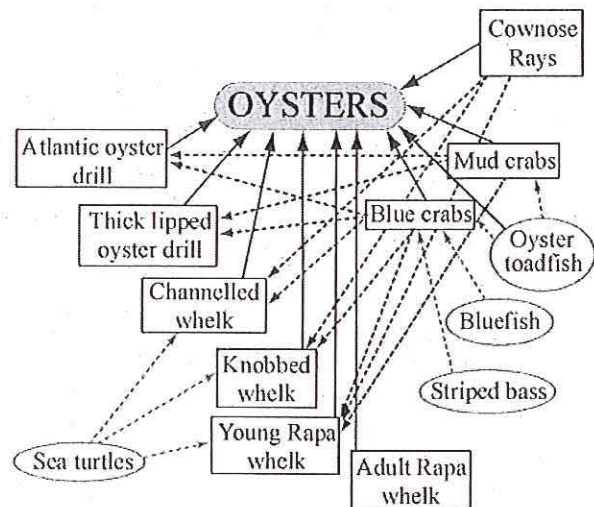 Cownose
Rays
OYSTERS
Atlantic oyster
drill
Mud crabs
Thick lipped
oyster drill
Blue crabs
Oyster
toadfish
Channelled
whelk
Bluefish
Knobbed
whelk
Striped bass
Young Rapa
whelk
Sea turtles
Adult Rapa
whelk